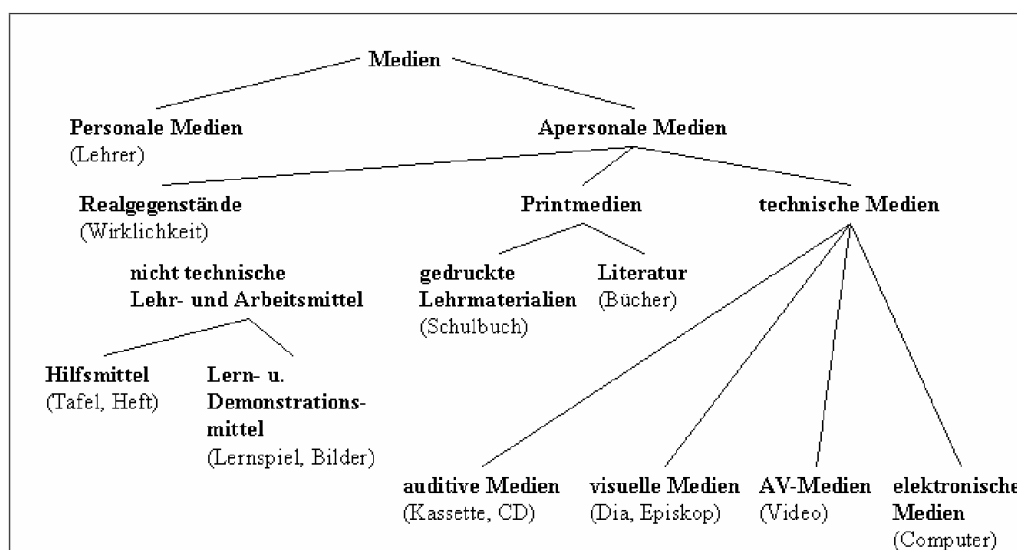 Medien
Personale Medien
(Lehrer)
Apersonale Medien
Realgegenstände
(Wirklichkeit)
Printmedien
technische Medien
nicht technische
Lehr- und Arbeitsmittel
gedruckte
Lehrmaterialien
(Schulbuch)
Literatur
(Bücher)
Hilfsmittel
(Tafel, Heft)
Lern- u.
Demonstrations-
mittel
(Lernspiel, Bilder)
auditive Medien
(Kassette, CD)
visuelle Medien
(Dia, Episkop)
AV-Medien
(Video)
elektronische
Medien
(Computer)